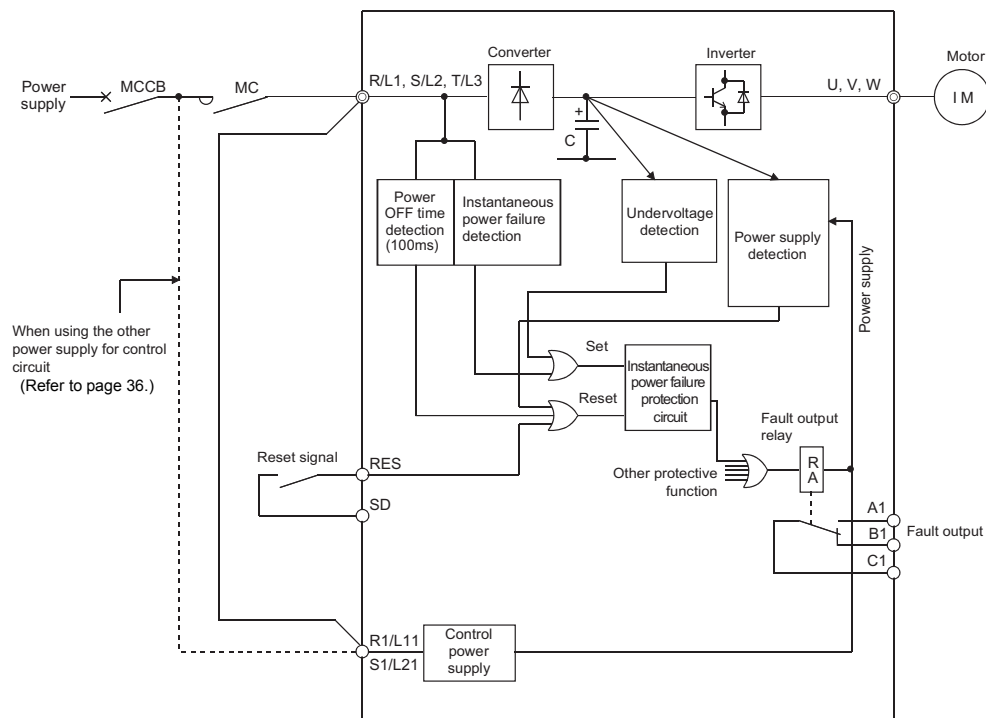 Converter
Inverter
Motor
Power
supply
MCCB
MC
R/L1, S/L2, T/L3
U, V, W
I M
+
C
Power
OFF time
detection
(100ms)
Instantaneous
power failure
detection
Undervoltage
detection
Power supply
detection
Power supply
When using the other
power supply for control
circuit
(Refer to page 36.)
Set
Reset
Instantaneous
power failure
protection
circuit
Fault output
relay
Reset signal
RES
SD
Other protective
function
R
A
A1
B1
C1
Fault output
R1/L11
S1/L21
Control
power
supply